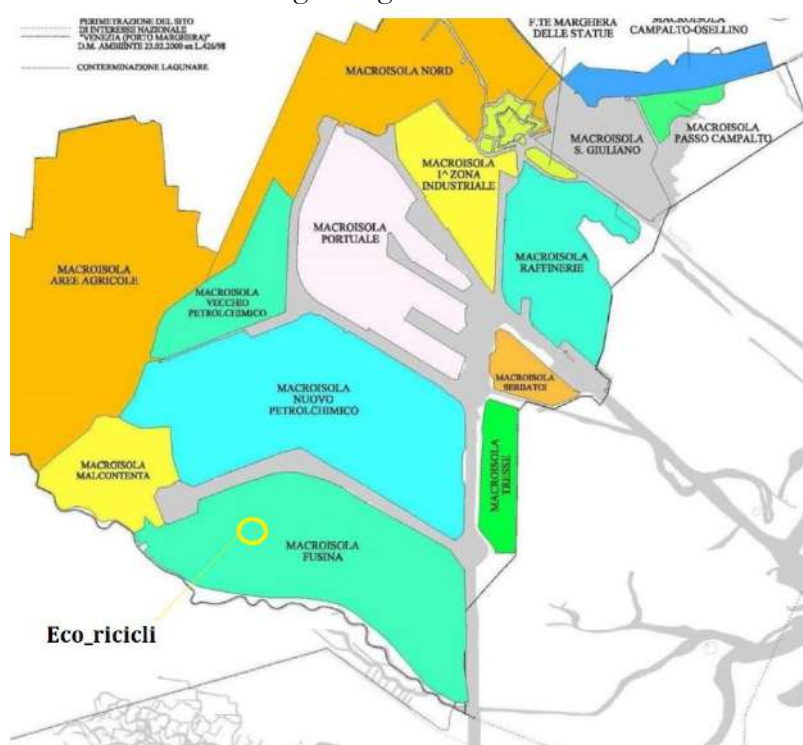 PERIMETRAZIONE DEL SITO
DI INTERESSE NAZIONALE
"VENEZIA (PORTO MARGHERA)"
D.M. AMBIENTE 23.02.2000 ex L.426/98
CONTERMINAZIONE LAGUNARE
F.TE MARGHERA
DELLE STATUE
MACROISOLA
CAMPALTO-OSELLINO
MACROISOLA NORD
MACROISOLA
PASSO CAMPALTO
MACROISOLA
S. GIULIANO
MACROISOLA
1^ ZONA
INDUSTRIALE
MACROISOLA
PORTUALE
MACROISOLA
RAFFINERIE
MACROISOLA
AREE AGRICOLE
MACROISOLA
VECCHIO
PETROLCHIMICO
MACROISOLA
SERBATOI
MACROISOLA
NUOVO
PETROLCHIMICO
MACROISOLA
MALCONTENTA
MACROISOLA
TRESSE
MACROISOLA
FUSINA
Eco_ricicli